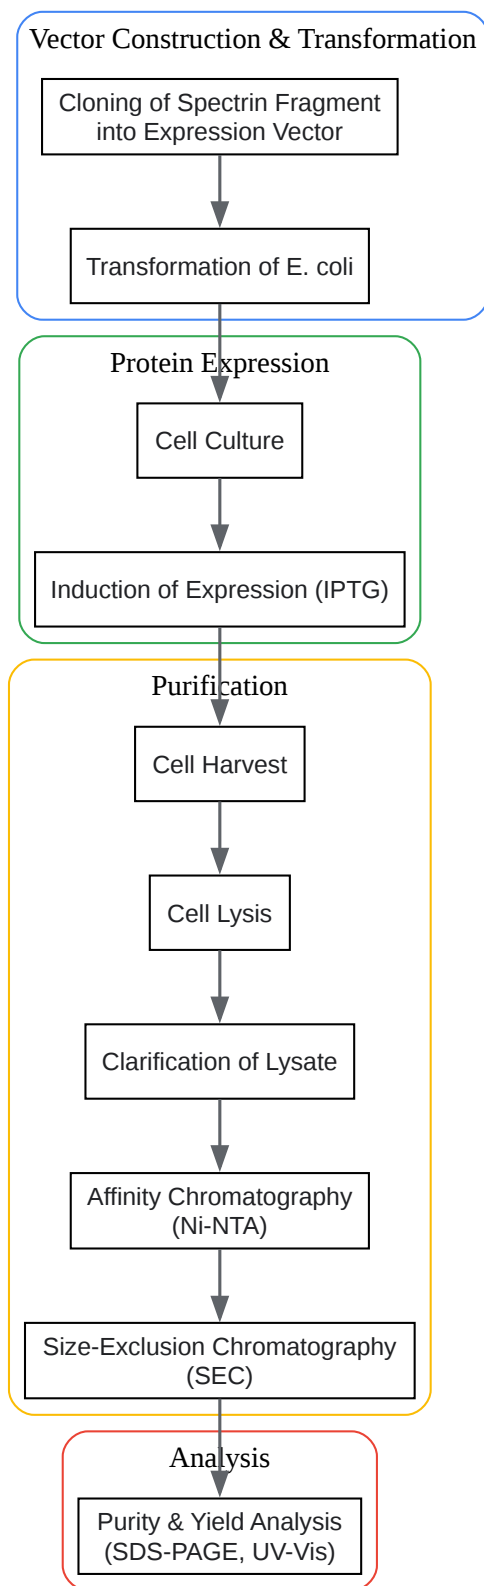 Vector Construction & Transformation
Cloning of Spectrin Fragment
into Expression Vector
Transformation of E. coli
Protein Expression
Cell Culture
Induction of Expression (IPTG)
Purification
Cell Harvest
Cell Lysis
Clarification of Lysate
Affinity Chromatography
(Ni-NTA)
Size-Exclusion Chromatography
(SEC)
Analysis
Purity & Yield Analysis
(SDS-PAGE, UV-Vis)